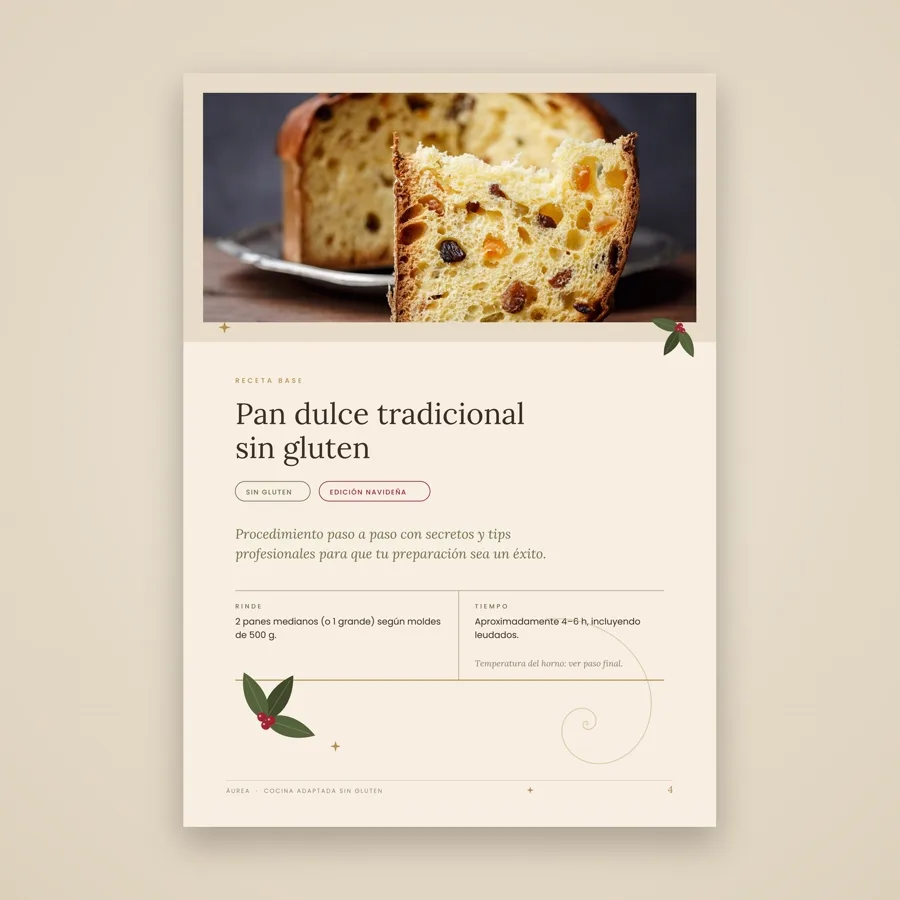 RECETA BASE
Pan dulce tradicional
sin gluten
SIN GLUTEN
EDICIÓN NAVIDEÑA
Procedimiento paso a paso con secretos y tips
profesionales para que tu preparación sea un éxito.
RINDE
2 panes medianos (o 1 grande) según moldes
de 500 g.
TIEMPO
Aproximadamente 4–6 h, incluyendo
leudados.
Temperatura del horno: ver paso final.
ÁUREA · COCINA ADAPTADA SIN GLUTEN
4